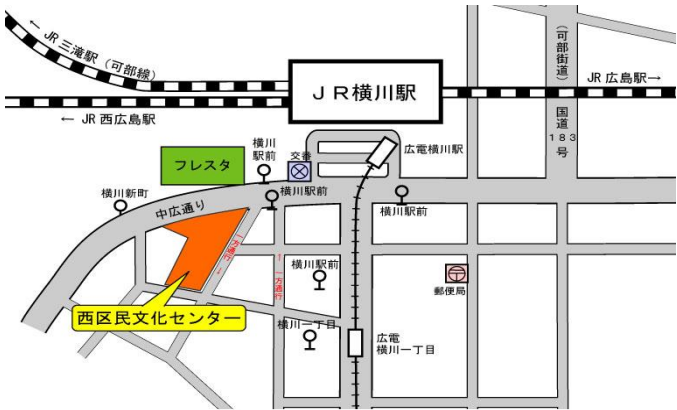 ← JR 三滝駅（可部線）
JR横川駅
（可部街道）
JR 広島駅→
← JR 西広島駅
国道183号
横川
駅前
交番
広電横川駅
フレスタ
横川新町
横川駅前
横川駅前
中広通り
一方通行→
↑一方通行
横川駅前
郵便局
西区民文化センター
横川一丁目
広電
横川一丁目